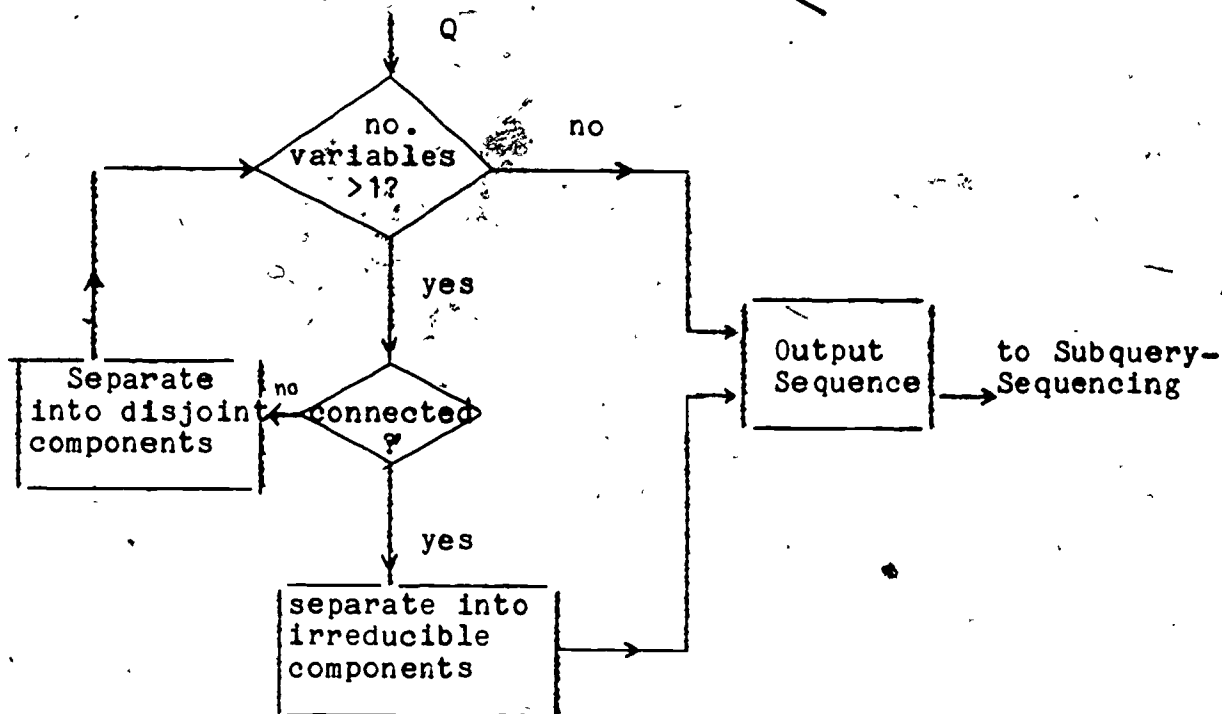 Q
no.
variables
>1?
no
yes
Separate
into disjoint
components
no
connected
?
yes
separate into
irreducible
components
Output
Sequence
to Subquery-
Sequencing